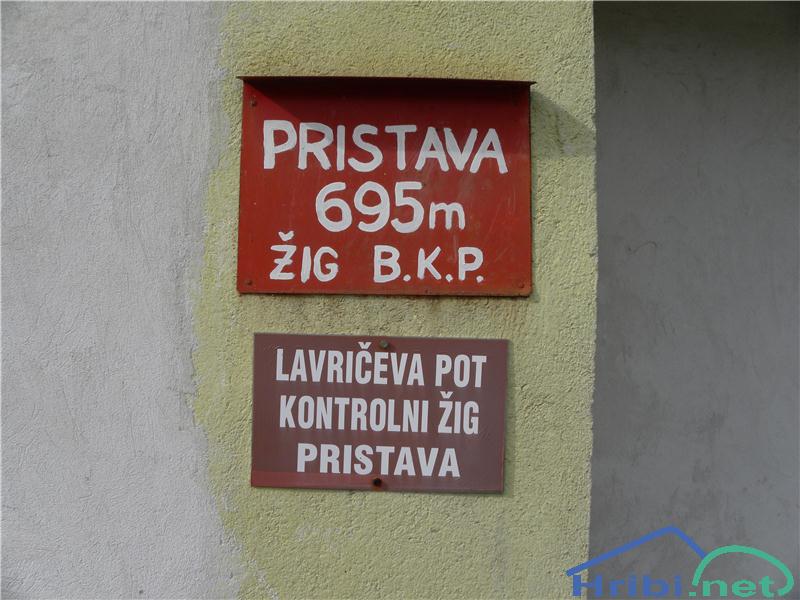 PRISTAVA
695m
ŽIG B.K.P.
LAVRIČEVA POT
KONTROLNI ŽIG
PRISTAVA
Hribi.net